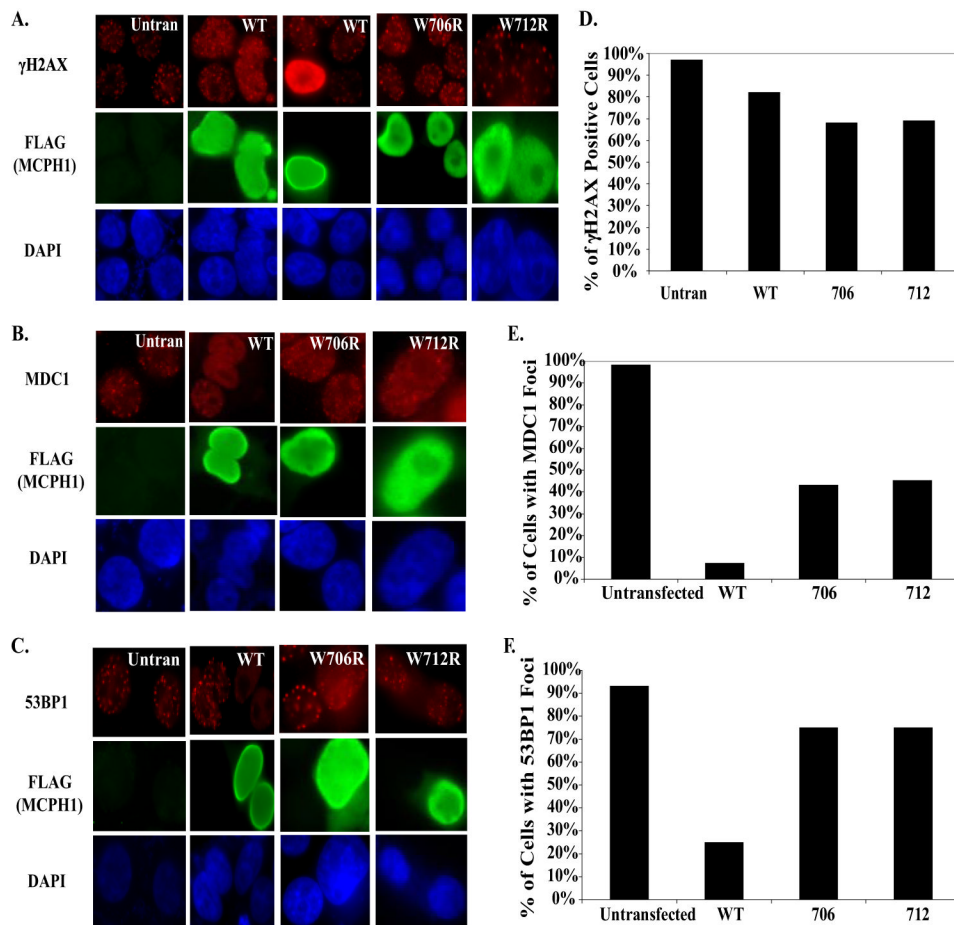 A.
Untran WT WT W706R W712R
γH2AX
FLAG
(MCPH1)
DAPI
B.
Untran WT W706R W712R
MDC1
FLAG
(MCPH1)
DAPI
C.
Untran WT W706R W712R
53BP1
FLAG
(MCPH1)
DAPI
D.
% of γH2AX Positive Cells
100%
90%
80%
70%
60%
50%
40%
30%
20%
10%
0%
Untran WT 706 712
E.
% of Cells with MDC1 Foci
100%
90%
80%
70%
60%
50%
40%
30%
20%
10%
0%
Untransfected WT 706 712
F.
% of Cells with 53BP1 Foci
100%
90%
80%
70%
60%
50%
40%
30%
20%
10%
0%
Untransfected WT 706 712